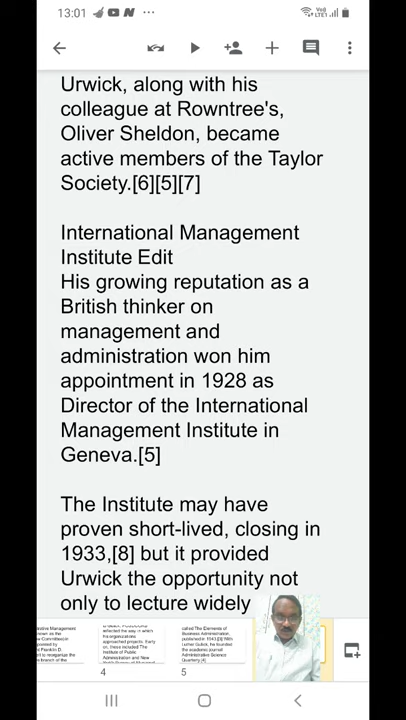 13:01
Urwick, along with his
colleague at Rowntree's,
Oliver Sheldon, became
active members of the Taylor
Society.[6][5][7]
International Management
Institute Edit
His growing reputation as a
British thinker on
management and
administration won him
appointment in 1928 as
Director of the International
Management Institute in
Geneva.[5]
The Institute may have
proven short-lived, closing in
1933,[8] but it provided
Urwick the opportunity not
only to lecture widely
4
5